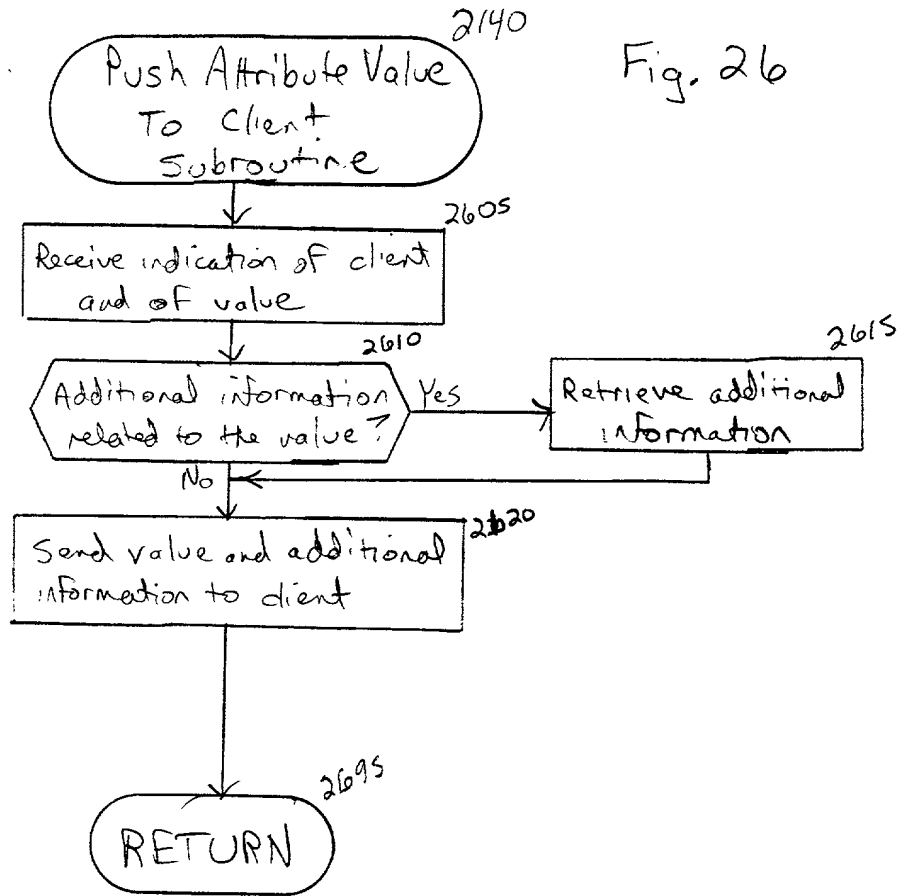 2140
Fig. 26
Push Attribute Value
To Client
Subroutine
2605
Receive indication of client
and of value
2610
Additional information
related to the value?
Yes
2615
Retrieve additional
information
No
2620
Send value and additional
information to client
2695
RETURN